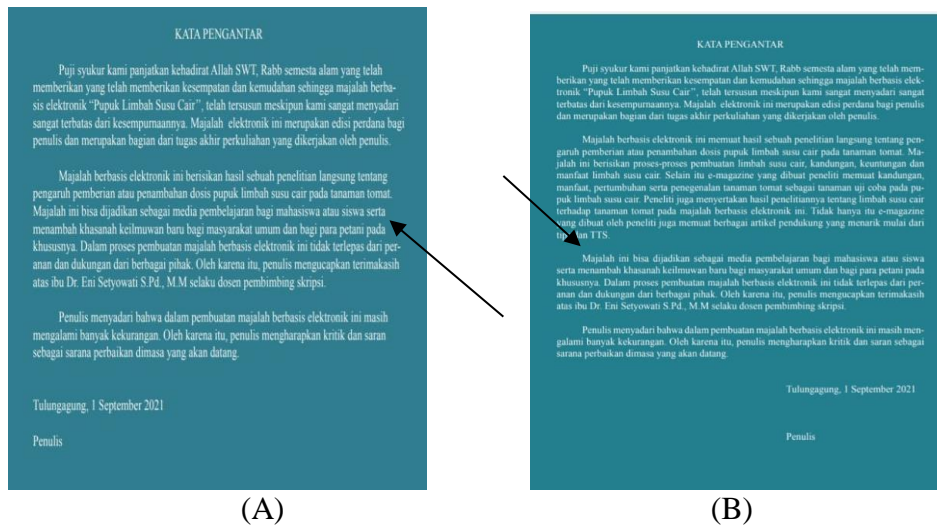 KATA PENGANTAR
Puji syukur kami panjatkan kehadirat Allah SWT, Rabb semesta alam yang telah
memberikan yang telah memberikan kesempatan dan kemudahan sehingga majalah berba-
sis elektronik “Pupuk Limbah Susu Cair”, telah tersusun meskipun kami sangat menyadari
sangat terbatas dari kesempurnaannya. Majalah elektronik ini merupakan edisi perdana bagi
penulis dan merupakan bagian dari tugas akhir perkuliahan yang dikerjakan oleh penulis.
Majalah berbasis elektronik ini berisikan hasil sebuah penelitian langsung tentang
pengaruh pemberian atau penambahan dosis pupuk limbah susu cair pada tanaman tomat.
Majalah ini bisa dijadikan sebagai media pembelajaran bagi mahasiswa atau siswa serta
menambah khasanah keilmuwan baru bagi masyarakat umum dan bagi para petani pada
khususnya. Dalam proses pembuatan majalah berbasis elektronik ini tidak terlepas dari per-
anan dan dukungan dari berbagai pihak. Oleh karena itu, penulis mengucapkan terimakasih
atas ibu Dr. Eni Setyowati S.Pd., M.M selaku dosen pembimbing skripsi.
Penulis menyadari bahwa dalam pembuatan majalah berbasis elektronik ini masih
mengalami banyak kekurangan. Oleh karena itu, penulis mengharapkan kritik dan saran
sebagai sarana perbaikan dimasa yang akan datang.
Tulungagung, 1 September 2021
Penulis
(A)
KATA PENGANTAR
Puji syukur kami panjatkan kehadirat Allah SWT, Rabb semesta alam yang telah mem-
berikan yang telah memberikan kesempatan dan kemudahan sehingga majalah berbasis elek-
tronik “Pupuk Limbah Susu Cair”, telah tersusun meskipun kami sangat menyadari sangat
terbatas dari kesempurnaannya. Majalah elektronik ini merupakan edisi perdana bagi penulis
dan merupakan bagian dari tugas akhir perkuliahan yang dikerjakan oleh penulis.
Majalah berbasis elektronik ini memuat hasil sebuah penelitian langsung tentang pen-
garuh pemberian atau penambahan dosis pupuk limbah susu cair pada tanaman tomat. Ma-
jalah ini berisikan proses-proses pembuatan limbah susu cair, kandungan, keuntungan dan
manfaat limbah susu cair. Selain itu e-magazine yang dibuat peneliti memuat kandungan,
manfaat, pertumbuhan serta penegenalan tanaman tomat sebagai tanaman uji coba pada pu-
puk limbah susu cair. Peneliti juga menyertakan hasil penelitiannya tentang limbah susu cair
terhadap tanaman tomat pada majalah berbasis elektronik ini. Tidak hanya itu e-magazine
yang dibuat oleh peneliti juga memuat berbagai artikel pendukung yang menarik mulai dari
TTS.
Majalah ini bisa dijadikan sebagai media pembelajaran bagi mahasiswa atau siswa
serta menambah khasanah keilmuwan baru bagi masyarakat umum dan bagi para petani pada
khususnya. Dalam proses pembuatan majalah berbasis elektronik ini tidak terlepas dari per-
anan dan dukungan dari berbagai pihak. Oleh karena itu, penulis mengucapkan terimakasih
atas ibu Dr. Eni Setyowati S.Pd., M.M selaku dosen pembimbing skripsi.
Penulis menyadari bahwa dalam pembuatan majalah berbasis elektronik ini masih men-
galami banyak kekurangan. Oleh karena itu, penulis mengharapkan kritik dan saran sebagai
sarana perbaikan dimasa yang akan datang.
Tulungagung, 1 September 2021
Penulis
(B)